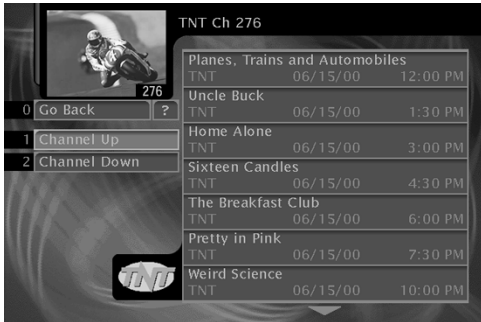 TNT Ch 276
276
0 Go Back ?
1 Channel Up
2 Channel Down
Planes, Trains and Automobiles
TNT 06/15/00 12:00 PM
Uncle Buck
TNT 06/15/00 1:30 PM
Home Alone
TNT 06/15/00 3:00 PM
Sixteen Candles
TNT 06/15/00 4:30 PM
The Breakfast Club
TNT 06/15/00 6:00 PM
Pretty in Pink
TNT 06/15/00 7:30 PM
Weird Science
TNT 06/15/00 10:00 PM
TNT